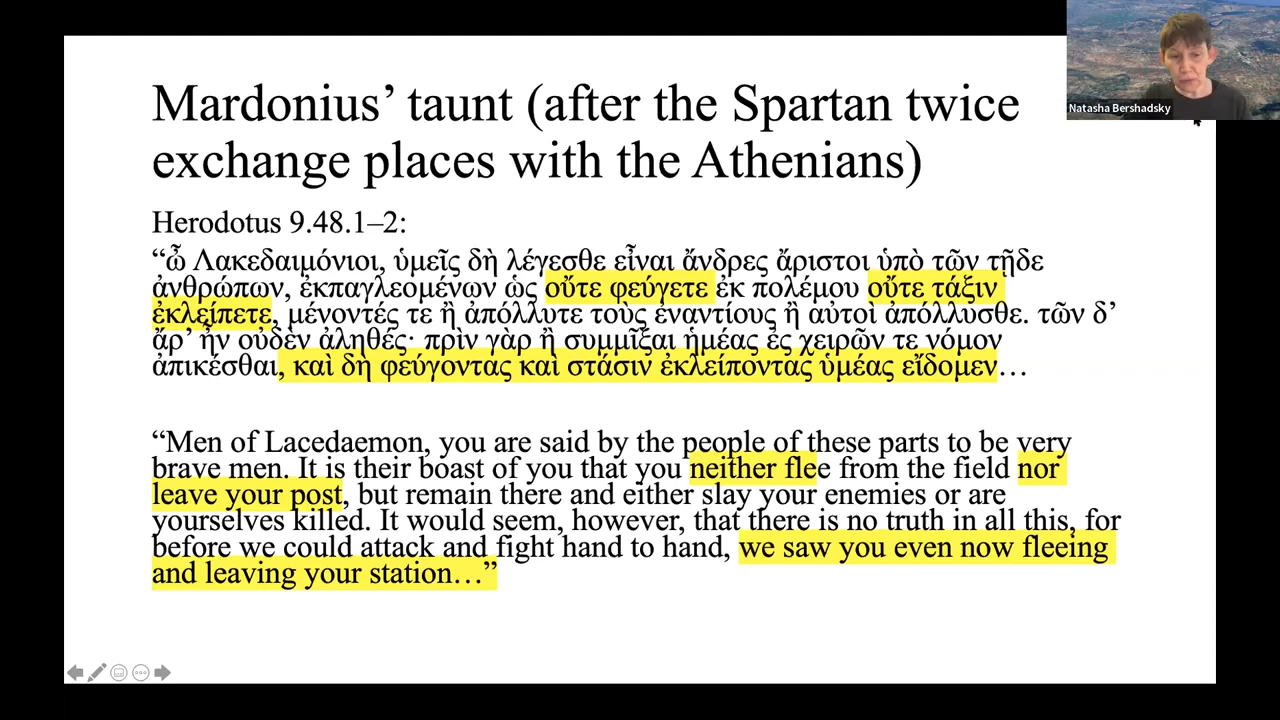 Mardonius’ taunt (after the Spartan twice
exchange places with the Athenians)
Natasha Bershadsky
Herodotus 9.48.1–2:
“ὦ Λακεδαιμόνιοι, ὑμεῖς δὴ λέγεσθε εἶναι ἄνδρες ἄριστοι ὑπὸ τῶν τῇδε
ἀνθρώπων, ἐκπαγλεομένων ὡς οὔτε φεύγετε ἐκ πολέμου οὔτε τάξιν
ἐκλείπετε, μένοντές τε ἢ ἀπόλλυτε τοὺς ἐναντίους ἢ αὐτοὶ ἀπόλλυσθε. τῶν δ’
ἄρ’ ἦν οὐδὲν ἀληθές· πρὶν γὰρ ἢ συμμῖξαι ἡμέας ἐς χειρῶν τε νόμον
ἀπικέσθαι, καὶ δὴ φεύγοντας καὶ στάσιν ἐκλείποντας ὑμέας εἴδομεν…
“Men of Lacedaemon, you are said by the people of these parts to be very
brave men. It is their boast of you that you neither flee from the field nor
leave your post, but remain there and either slay your enemies or are
yourselves killed. It would seem, however, that there is no truth in all this, for
before we could attack and fight hand to hand, we saw you even now fleeing
and leaving your station…”